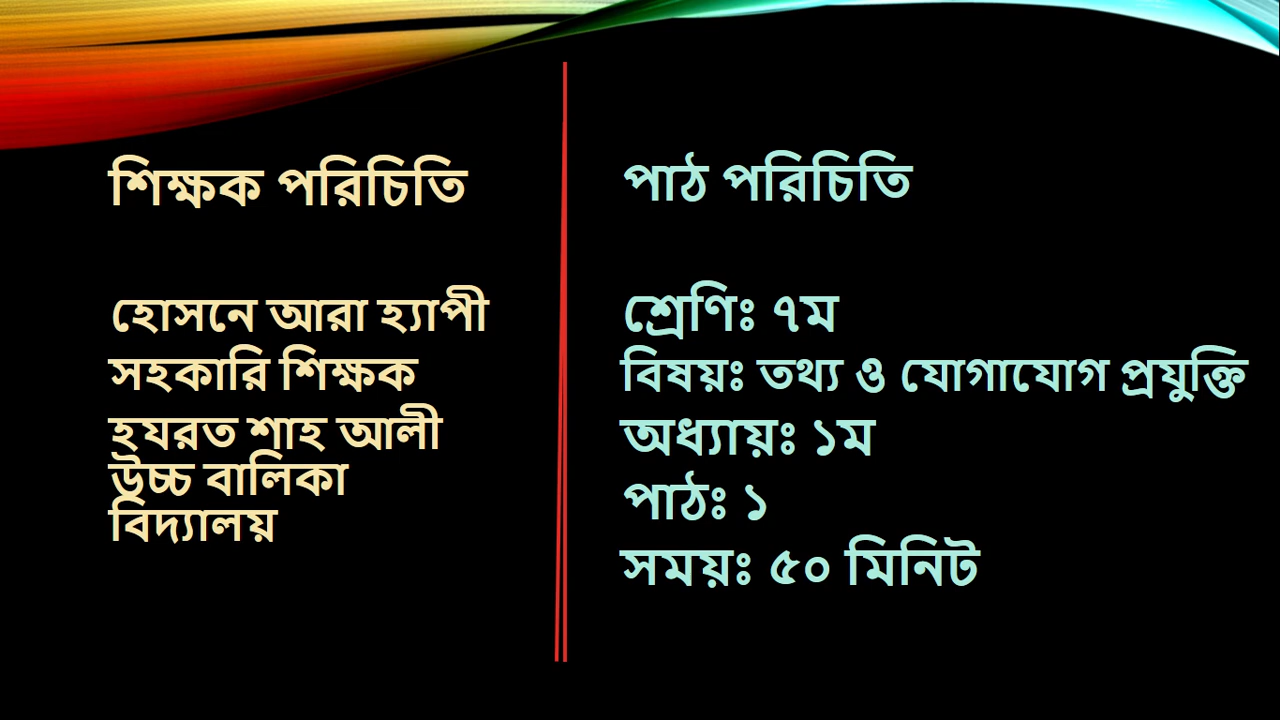 শিক্ষক পরিচিতি
হোসনে আরা হ্যাপী
সহকারি শিক্ষক
হযরত শাহ আলী
উচ্চ বালিকা
বিদ্যালয়
পাঠ পরিচিতি
শ্রেণিঃ ৭ম
বিষয়ঃ তথ্য ও যোগাযোগ প্রযুক্তি
অধ্যায়ঃ ১ম
পাঠঃ ১
সময়ঃ ৫০ মিনিট